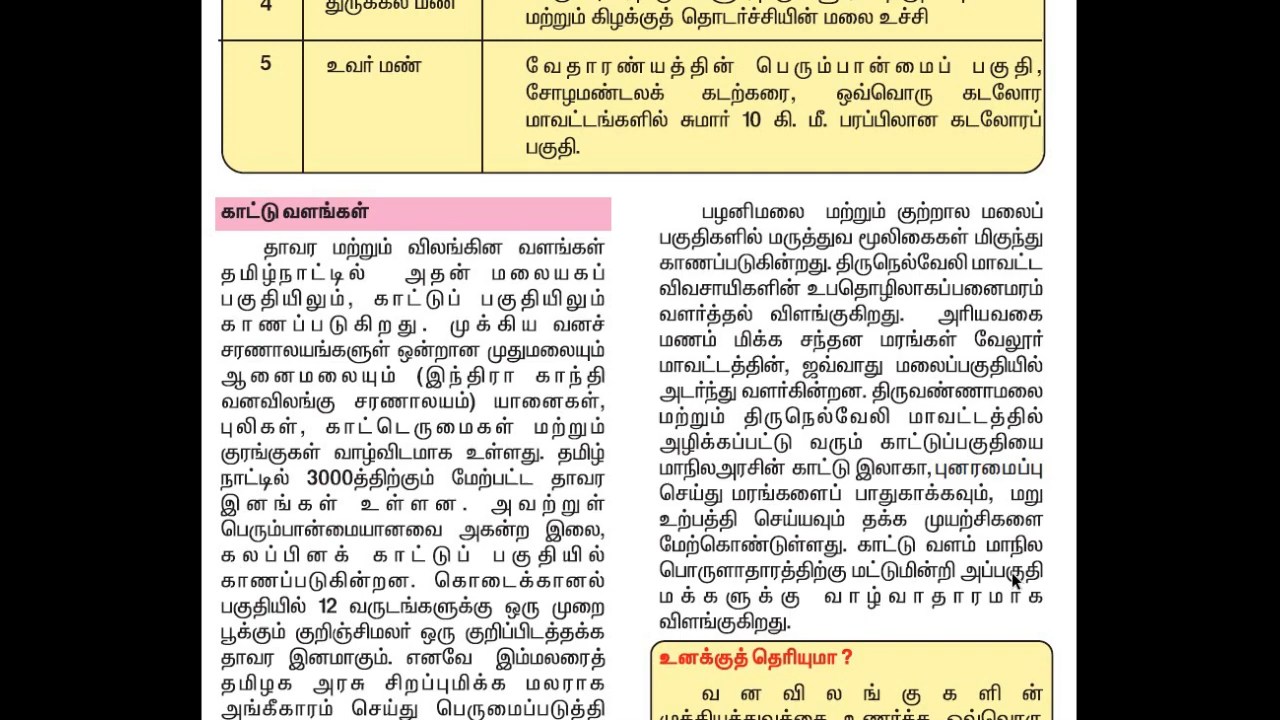 4 துருக்கல் மண்
மற்றும் கிழக்குத் தொடர்ச்சியின் மலை உச்சி
5 உவர் மண் வேதாரண்யத்தின் பெரும்பான்மைப் பகுதி,
சோழமண்டலக் கடற்கரை, ஒவ்வொரு கடலோர
மாவட்டங்களில் சுமார் 10 கி. மீ. பரப்பிலான கடலோரப்
பகுதி.
காட்டு வளங்கள்
தாவர மற்றும் விலங்கின வளங்கள்
தமிழ்நாட்டில் அதன் மலையகப்
பகுதியிலும், காட்டுப் பகுதியிலும்
காணப்படுகிறது. முக்கிய வனச்
சரணாலயங்களுள் ஒன்றான முதுமலையும்
ஆனைமலையும் (இந்திரா காந்தி
வனவிலங்கு சரணாலயம்) யானைகள்,
புலிகள், காட்டெருமைகள் மற்றும்
குரங்குகள் வாழ்விடமாக உள்ளது. தமிழ்
நாட்டில் 3000த்திற்கும் மேற்பட்ட தாவர
இனங்கள் உள்ளன. அவற்றுள்
பெரும்பான்மையானவை அகன்ற இலை,
கலப்பினக் காட்டுப் பகுதியில்
காணப்படுகின்றன. கொடைக்கானல்
பகுதியில் 12 வருடங்களுக்கு ஒரு முறை
பூக்கும் குறிஞ்சிமலர் ஒரு குறிப்பிடத்தக்க
தாவர இனமாகும். எனவே இம்மலரைத்
தமிழக அரசு சிறப்புமிக்க மலராக
அங்கீகாரம் செய்து பெருமைப்படுத்தி
பழனிமலை மற்றும் குற்றால மலைப்
பகுதிகளில் மருத்துவ மூலிகைகள் மிகுந்து
காணப்படுகின்றது. திருநெல்வேலி மாவட்ட
விவசாயிகளின் உபதொழிலாகப்பனைமரம்
வளர்த்தல் விளங்குகிறது. அரியவகை
மணம் மிக்க சந்தன மரங்கள் வேலூர்
மாவட்டத்தின், ஜவ்வாது மலைப்பகுதியில்
அடர்ந்து வளர்கின்றன. திருவண்ணாமலை
மற்றும் திருநெல்வேலி மாவட்டத்தில்
அழிக்கப்பட்டு வரும் காட்டுப்பகுதியை
மாநிலஅரசின் காட்டு இலாகா, புனரமைப்பு
செய்து மரங்களைப் பாதுகாக்கவும், மறு
உற்பத்தி செய்யவும் தக்க முயற்சிகளை
மேற்கொண்டுள்ளது. காட்டு வளம் மாநில
பொருளாதாரத்திற்கு மட்டுமின்றி அப்பகுதி
மக்களுக்கு வாழ்வாதாரமாக
விளங்குகிறது.
உனக்குத் தெரியுமா ?
வனவிலங்குகளின்
முக்கியத்துவத்தை உணர்த்த ஒவ்வொரு